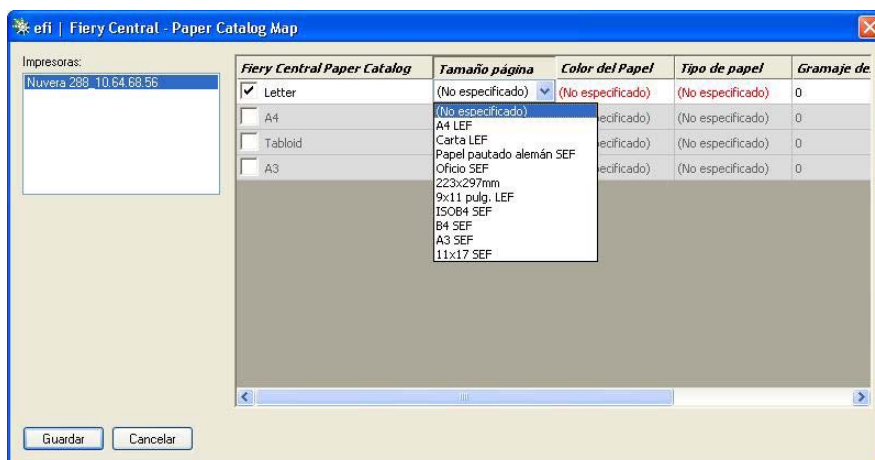 efi | Fiery Central - Paper Catalog Map
Impresoras:
Nuvera 288_10.64.68.56
Fiery Central Paper Catalog Tamaño página Color del Papel Tipo de papel Gramaje de
Letter (No especificado) (No especificado) (No especificado) 0
A4 ecificado) (No especificado) 0
Tabloid ecificado) (No especificado) 0
A3 ecificado) (No especificado) 0
(No especificado)
A4 LEF
Carta LEF
Papel pautado alemán SEF
Oficio SEF
223x297mm
9x11 pulg. LEF
ISOB4 SEF
B4 SEF
A3 SEF
11x17 SEF
Guardar Cancelar